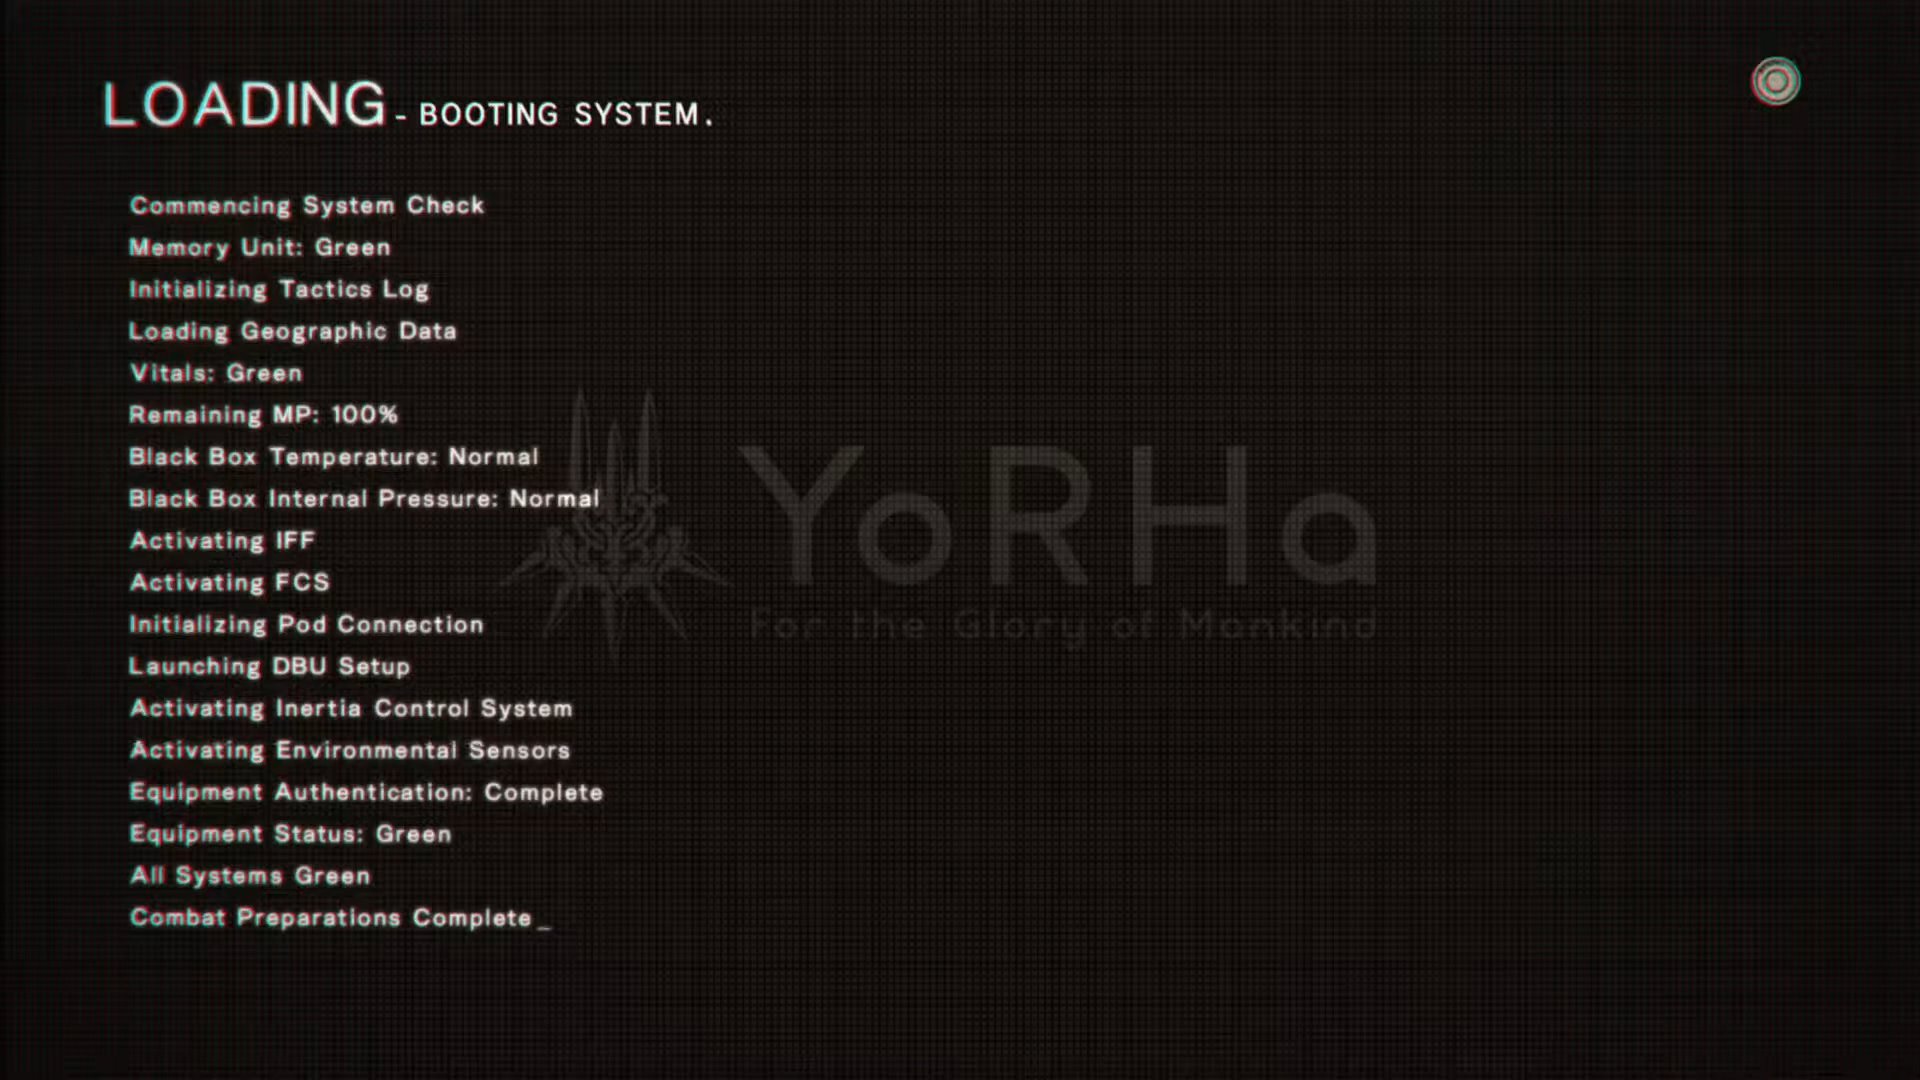 LOADING - BOOTING SYSTEM.
Commencing System Check
Memory Unit: Green
Initializing Tactics Log
Loading Geographic Data
Vitals: Green
Remaining MP: 100%
Black Box Temperature: Normal
Black Box Internal Pressure: Normal
Activating IFF
Activating FCS
Initializing Pod Connection
Launching DBU Setup
Activating Inertia Control System
Activating Environmental Sensors
Equipment Authentication: Complete
Equipment Status: Green
All Systems Green
Combat Preparations Complete _
YoRHa
For the Glory of Mankind